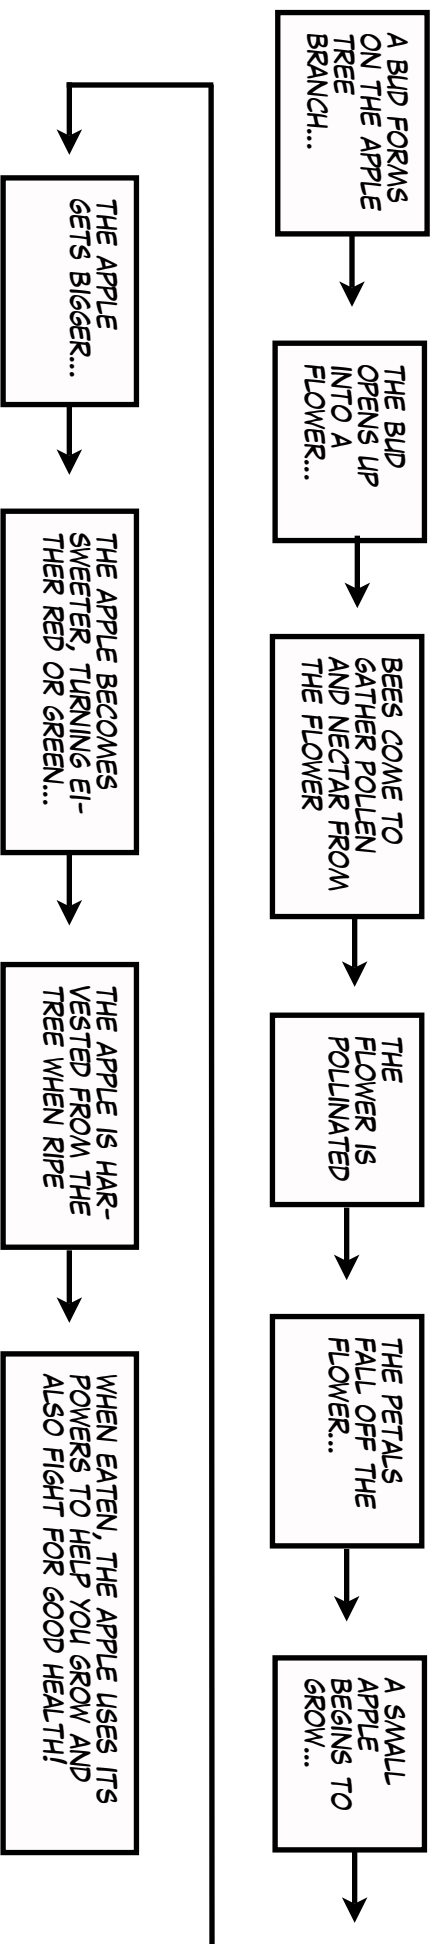 A BUD FORMS
ON THE APPLE
TREE
BRANCH...
THE BUD
OPENS UP
INTO A
FLOWER...
BEES COME TO
GATHER POLLEN
AND NECTAR FROM
THE FLOWER
THE
FLOWER IS
POLLINATED
THE PETALS
FALL OFF THE
FLOWER...
A SMALL
APPLE
BEGINS TO
GROW...
THE APPLE
GETS BIGGER...
THE APPLE BECOMES
SWEETER, TURNING EI-
THER RED OR GREEN...
THE APPLE IS HAR-
VESTED FROM THE
TREE WHEN RIPE
WHEN EATEN, THE APPLE USES ITS
POWERS TO HELP YOU GROW AND
ALSO FIGHT FOR GOOD HEALTH!